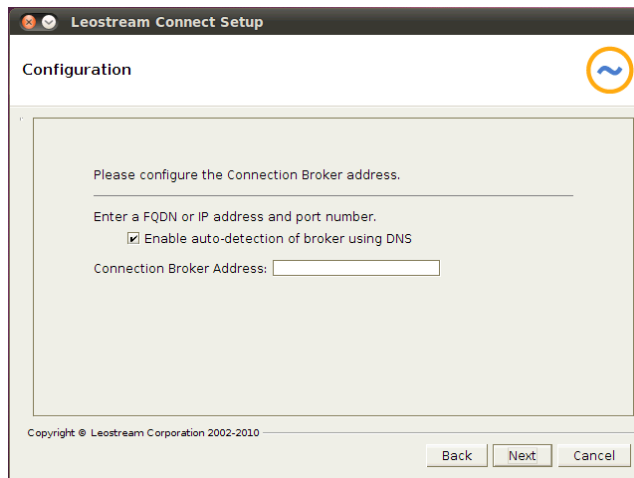 Leostream Connect Setup
Configuration
Please configure the Connection Broker address.
Enter a FQDN or IP address and port number.
Enable auto-detection of broker using DNS
Connection Broker Address:
Copyright © Leostream Corporation 2002-2010
Back Next Cancel